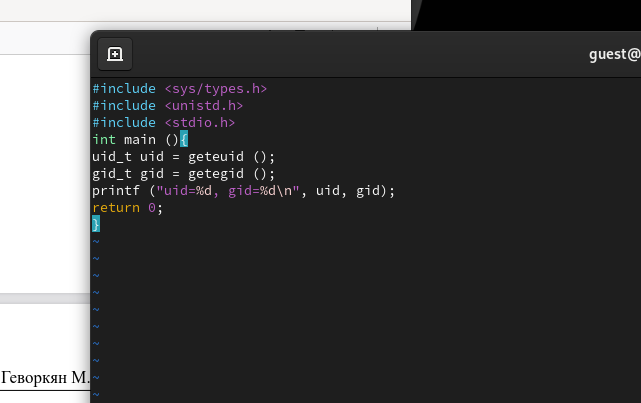 guest@
#include <sys/types.h>
#include <unistd.h>
#include <stdio.h>
int main (){
uid_t uid = geteuid ();
gid_t gid = getegid ();
printf ("uid=%d, gid=%d\n", uid, gid);
return 0;
}
~
~
~
~
~
~
~
~
~
~
Геворкян М.